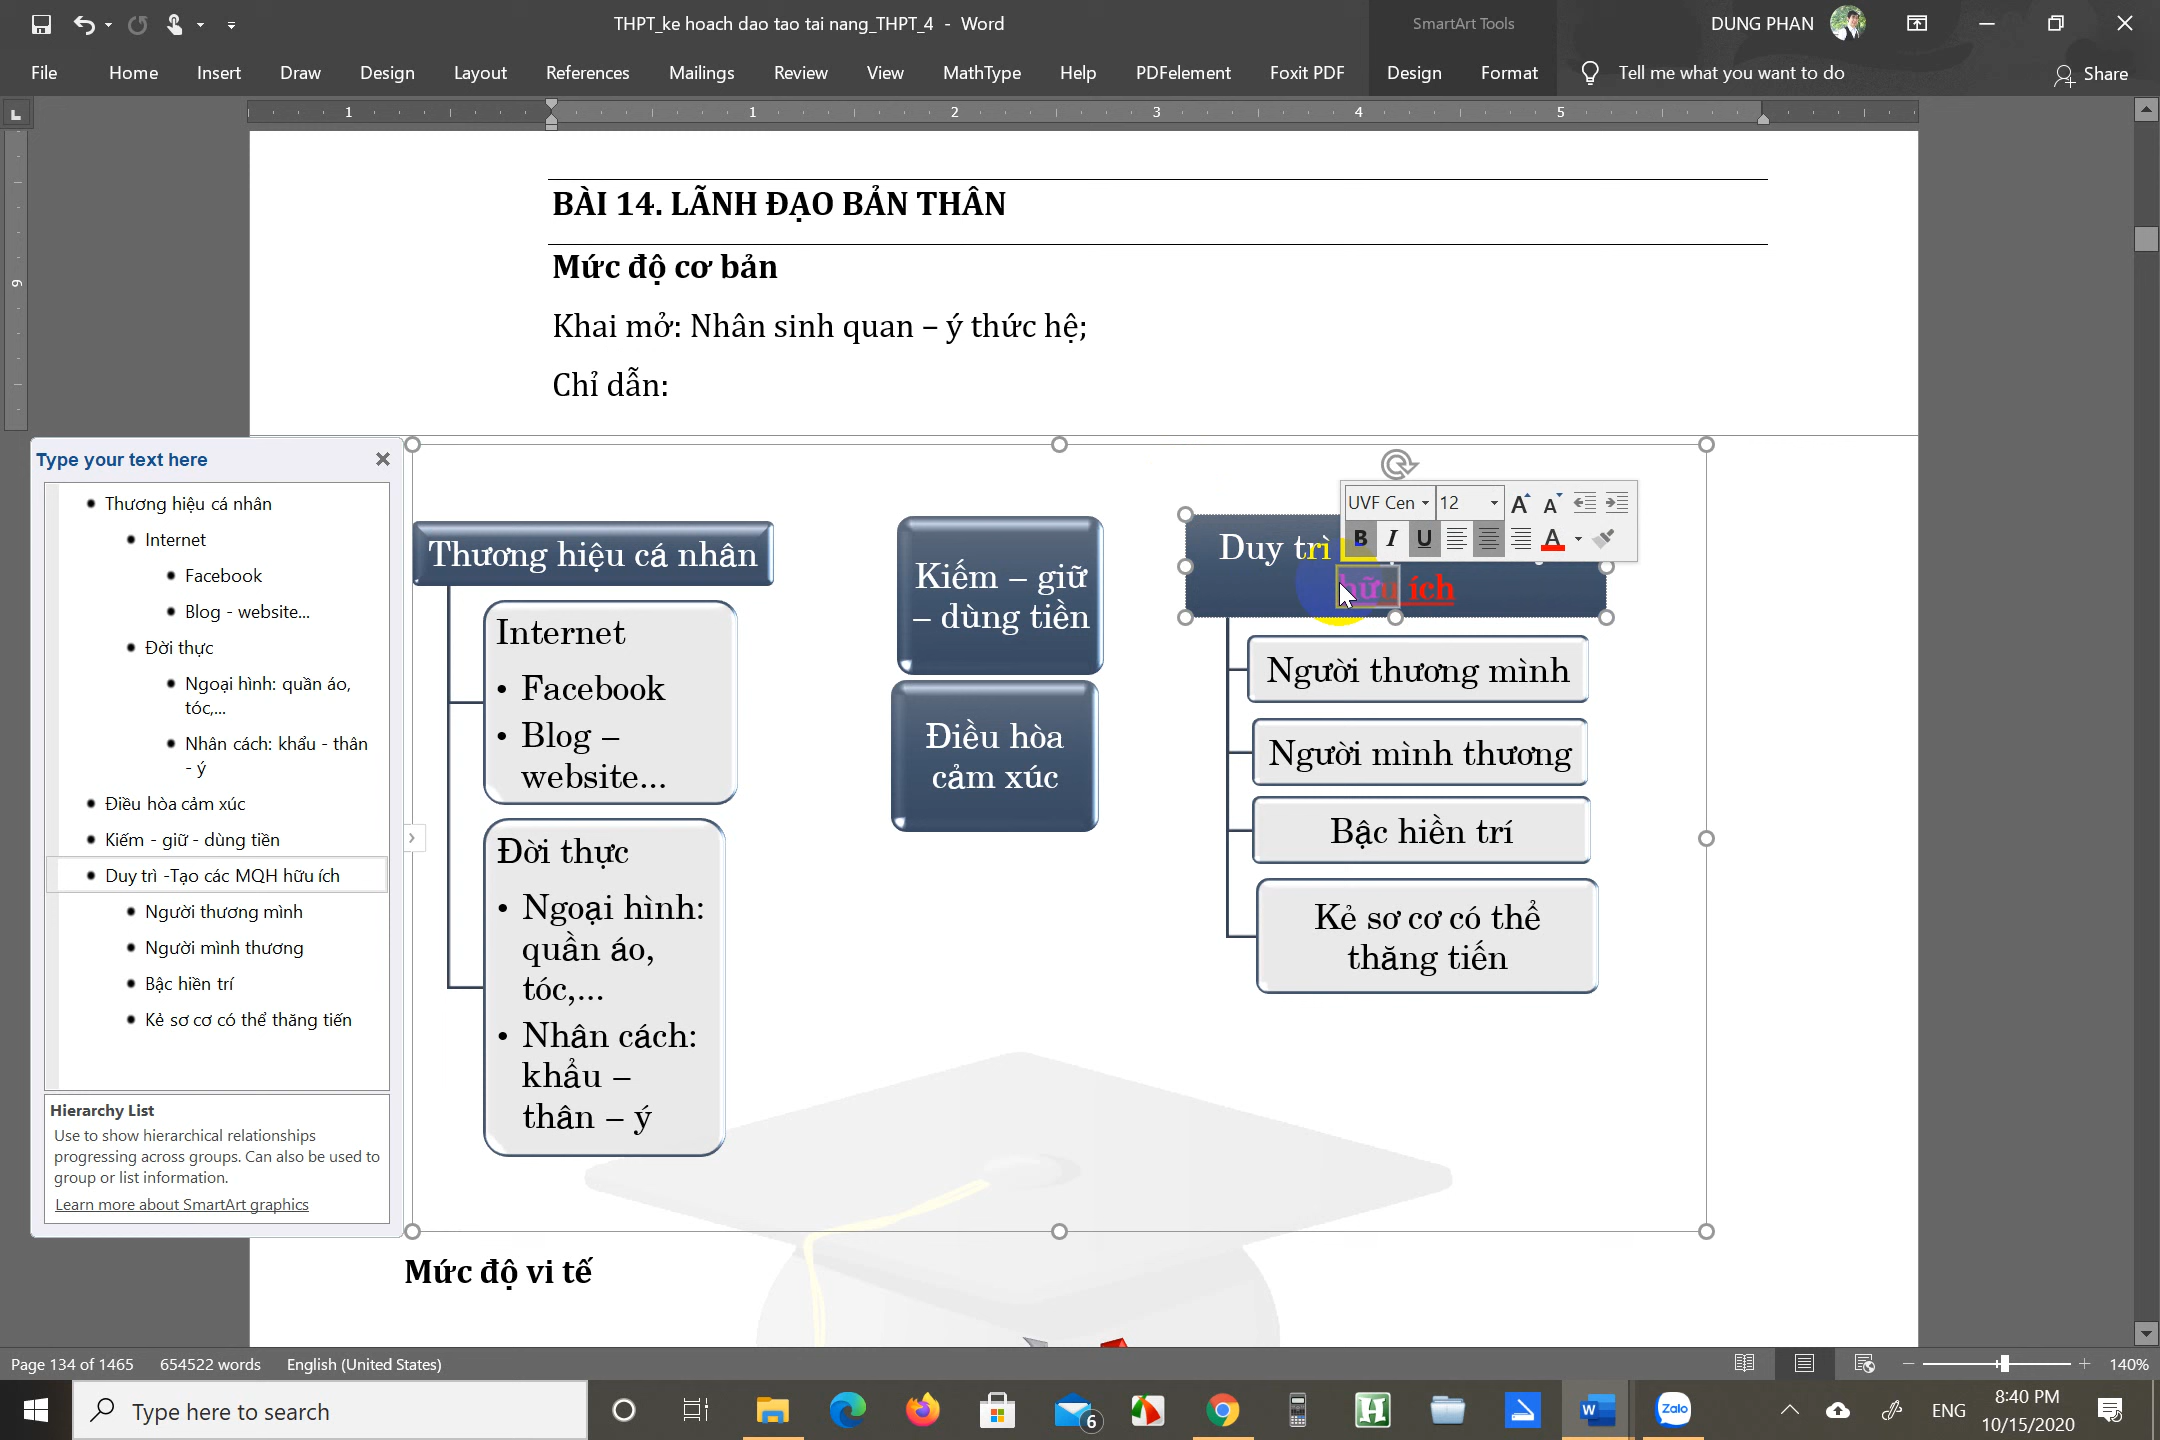 THPT_ke hoach dao tao tai nang_THPT_4 - Word
SmartArt Tools
DUNG PHAN
File Home Insert Draw Design Layout References Mailings Review View MathType Help PDFelement Foxit PDF Design Format Tell me what you want to do Share
1 1 2 3 4 5
BÀI 14. LÃNH ĐẠO BẢN THÂN
Mức độ cơ bản
Khai mở: Nhân sinh quan – ý thức hệ;
Chỉ dẫn:
Type your text here
Thương hiệu cá nhân
Internet
Facebook
Blog - website...
Đời thực
Ngoại hình: quần áo,
tóc,...
Nhân cách: khẩu - thân
- ý
Điều hòa cảm xúc
Kiếm - giữ - dùng tiền
Duy trì -Tạo các MQH hữu ích
Người thương mình
Người mình thương
Bậc hiền trí
Kẻ sơ cơ có thể thăng tiến
Hierarchy List
Use to show hierarchical relationships
progressing across groups. Can also be used to
group or list information.
Learn more about SmartArt graphics
Thương hiệu cá nhân
Internet
• Facebook
• Blog –
website...
Đời thực
• Ngoại hình:
quần áo,
tóc,...
• Nhân cách:
khẩu –
thân – ý
Kiếm – giữ
– dùng tiền
Điều hòa
cảm xúc
UVF Cen 12
B I U A
Duy trì
hữu ích
Người thương mình
Người mình thương
Bậc hiền trí
Kẻ sơ cơ có thể
thăng tiến
Mức độ vi tế
Page 134 of 1465 654522 words English (United States) 140%
Type here to search
6
Zalo
ENG
8:40 PM
10/15/2020